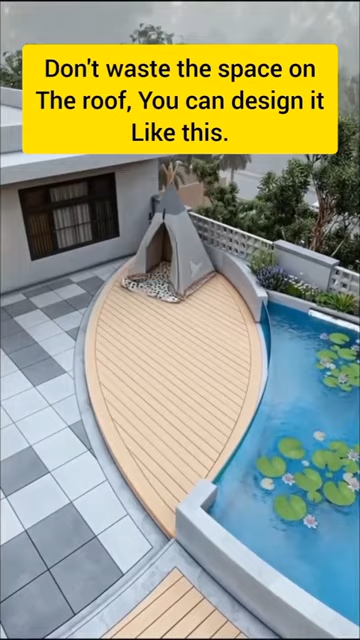 Don't waste the space on
The roof, You can design it
Like this.